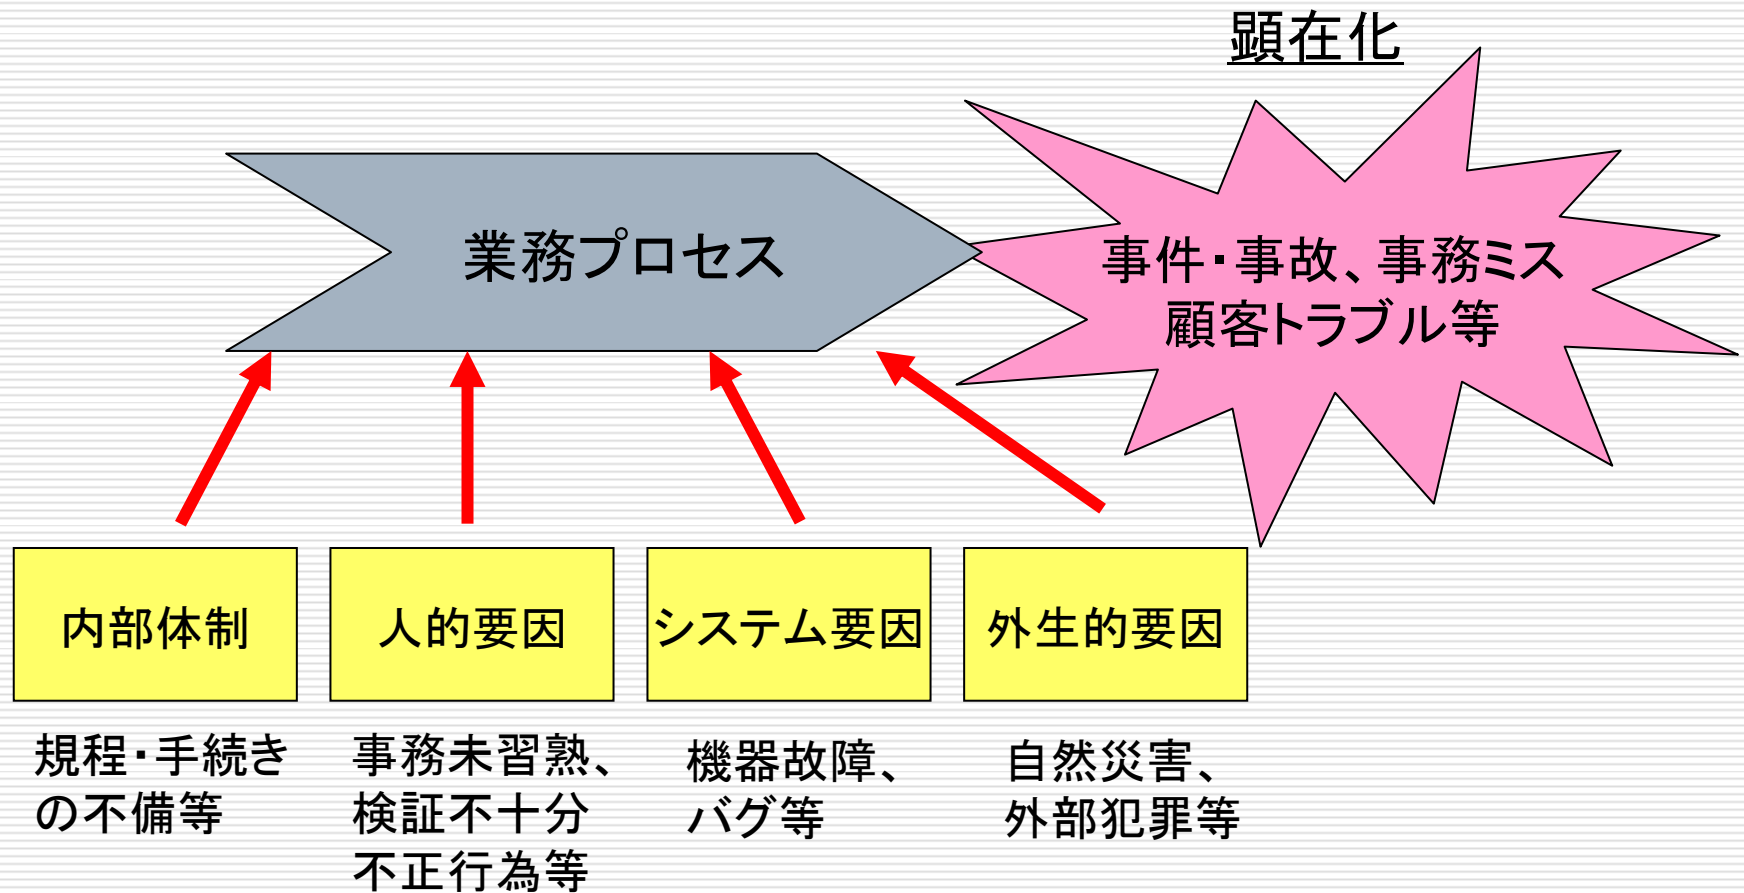 顕在化
業務プロセス
事件・事故、事務ミス
顧客トラブル等
内部体制
人的要因
システム要因
外生的要因
規程・手続き
の不備等
事務未習熟、
検証不十分
不正行為等
機器故障、
バグ等
自然災害、
外部犯罪等